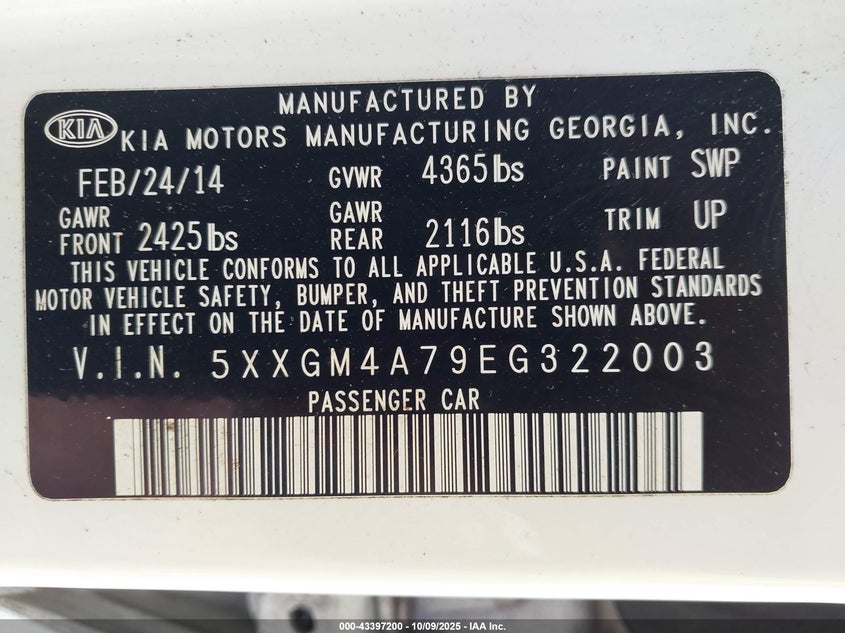 MANUFACTURED BY
KIA KIA MOTORS MANUFACTURING GEORGIA, INC.
FEB/24/14 GVWR 4365lbs PAINT SWP
GAWR FRONT 2425lbs GAWR REAR 2116lbs TRIM UP
THIS VEHICLE CONFORMS TO ALL APPLICABLE U.S.A. FEDERAL
MOTOR VEHICLE SAFETY, BUMPER, AND THEFT PREVENTION STANDARDS
IN EFFECT ON THE DATE OF MANUFACTURE SHOWN ABOVE.
V.I.N. 5XXGM4A79EG322003
PASSENGER CAR
000-43397200 - 10/09/2025 - IAA Inc.